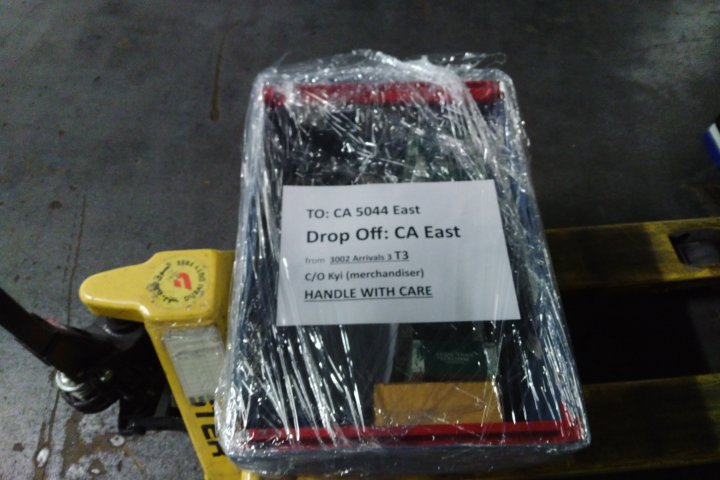 TO: CA 5044 East
Drop Off: CA East
from 3002 Arrivals 3 T3
C/O Kyi (merchandiser)
HANDLE WITH CARE